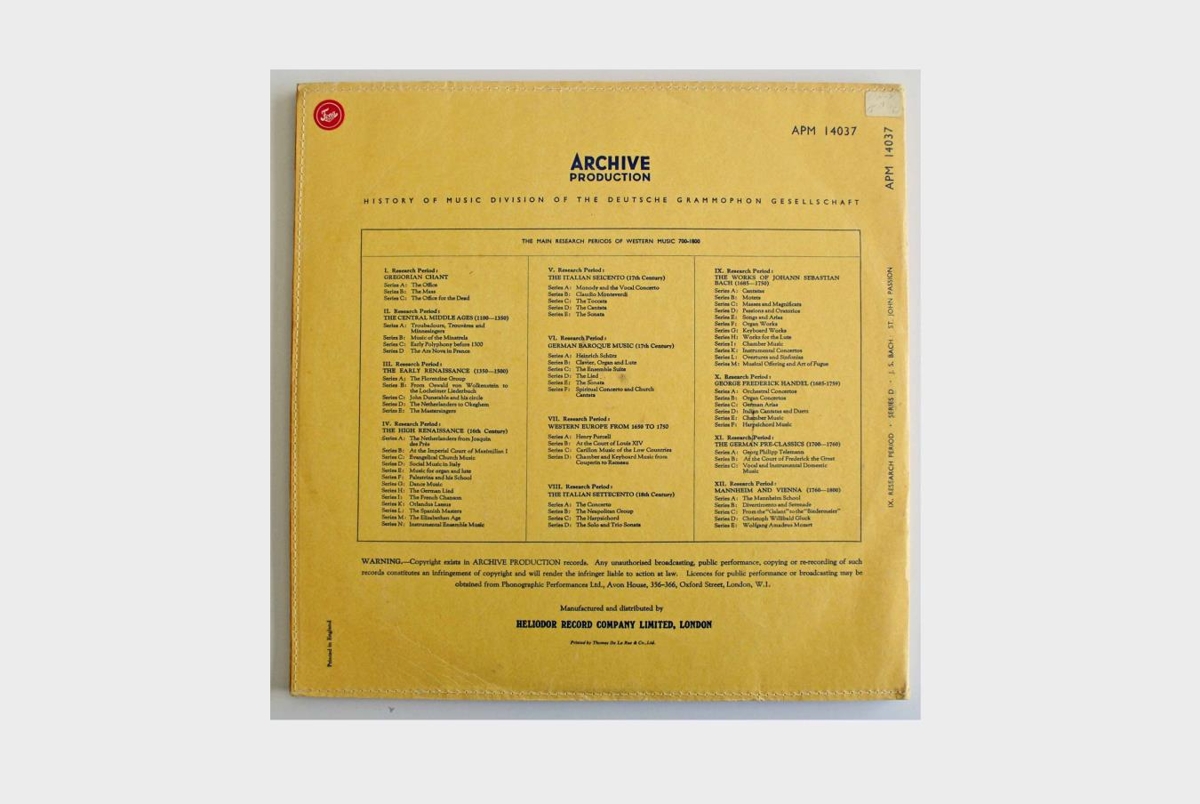 APM 14037
ARCHIVE
PRODUCTION
HISTORY OF MUSIC DIVISION OF THE DEUTSCHE GRAMMOPHON GESELLSCHAFT
THE MAIN RESEARCH PERIODS OF WESTERN MUSIC 700-1800
I. Research Period:
GREGORIAN CHANT
Series A: The Office
Series B: The Mass
Series C: The Office for the Dead
II. Research Period:
THE CENTRAL MIDDLE AGES (1100—1350)
Series A: Troubadours, Trouvères and
Minnesingers
Series B: Music of the Minstrels
Series C: Early Polyphony before 1300
Series D The Ars Nova in France
III. Research Period:
THE EARLY RENAISSANCE (1350—1500)
Series A: The Florentine Group
Series B: From Oswald von Wolkenstein to
the Locheimer Liederbuch
Series C: John Dunstable and his circle
Series D: The Netherlanders to Okeghem
Series E: The Mastersingers
IV. Research Period:
THE HIGH RENAISSANCE (16th Century)
Series A: The Netherlanders from Josquin
des Prés
Series B: At the Imperial Court of Maximilian I
Series C: Evangelical Church Music
Series D: Social Music in Italy
Series E: Music for organ and lute
Series F: Palestrina and his School
Series G: Dance Music
Series H: The German Lied
Series I: The French Chanson
Series K: Orlandus Lassus
Series L: The Spanish Masters
Series M: The Elizabethan Age
Series N: Instrumental Ensemble Music
V. Research Period:
THE ITALIAN SEICENTO (17th Century)
Series A: Monody and the Vocal Concerto
Series B: Claudio Monteverdi
Series C: The Toccata
Series D: The Cantata
Series E: The Sonata
VI. Research Period:
GERMAN BAROQUE MUSIC (17th Century)
Series A: Heinrich Schütz
Series B: Clavier, Organ and Lute
Series C: The Ensemble Suite
Series D: The Lied
Series E: The Sonata
Series F: Spiritual Concerto and Church
Cantata
VII. Research Period:
WESTERN EUROPE FROM 1650 TO 1750
Series A: Henry Purcell
Series B: At the Court of Louis XIV
Series C: Carillon Music of the Low Countries
Series D: Chamber and Keyboard Music from
Couperin to Rameau
VIII. Research Period:
THE ITALIAN SETTECENTO (18th Century)
Series A: The Concerto
Series B: The Neapolitan Group
Series C: The Harpsichord
Series D: The Solo and Trio Sonata
IX. Research Period:
THE WORKS OF JOHANN SEBASTIAN
BACH (1685—1750)
Series A: Cantatas
Series B: Motets
Series C: Masses and Magnificats
Series D: Passions and Oratorios
Series E: Songs and Arias
Series F: Organ Works
Series G: Keyboard Works
Series H: Works for the Lute
Series I: Chamber Music
Series K: Instrumental Concertos
Series L: Overtures and Sinfonias
Series M: Musical Offering and Art of Fugue
X. Research Period:
GEORGE FREDERICK HANDEL (1685-1759)
Series A: Orchestral Concertos
Series B: Organ Concertos
Series C: German Arias
Series D: Italian Cantatas and Duets
Series E: Chamber Music
Series F: Harpsichord Music
XI. Research Period:
THE GERMAN PRE-CLASSICS (1700—1760)
Series A: Georg Philipp Telemann
Series B: At the Court of Frederick the Great
Series C: Vocal and Instrumental Domestic
Music
XII. Research Period:
MANNHEIM AND VIENNA (1760—1800)
Series A: The Mannheim School
Series B: Divertimento and Serenade
Series C: From the "Galant" to the "Biedermeier"
Series D: Christoph Willibald Gluck
Series E: Wolfgang Amadeus Mozart
WARNING.—Copyright exists in ARCHIVE PRODUCTION records. Any unauthorised broadcasting, public performance, copying or re-recording of such
records constitutes an infringement of copyright and will render the infringer liable to action at law. Licences for public performance or broadcasting may be
obtained from Phonographic Performances Ltd., Avon House, 356-366, Oxford Street, London, W.1.
Manufactured and distributed by
HELIODOR RECORD COMPANY LIMITED, LONDON
Printed by Thomas De La Rue & Co., Ltd.
Printed in England
APM 14037
IX. RESEARCH PERIOD · SERIES D · J. S. BACH ST. JOHN PASSION